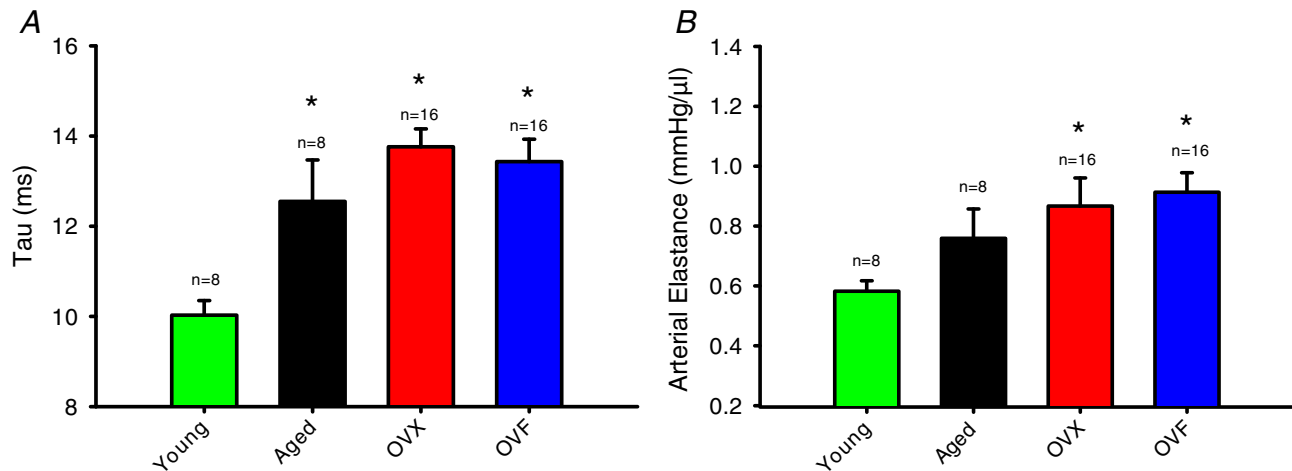 A
Tau (ms)
16
14
12
10
8
n=8
*
n=8
*
n=16
*
n=16
Young
Aged
OVX
OVF
B
Arterial Elastance (mmHg/µl)
1.4
1.2
1.0
0.8
0.6
0.4
0.2
n=8
n=8
*
n=16
*
n=16
Young
Aged
OVX
OVF